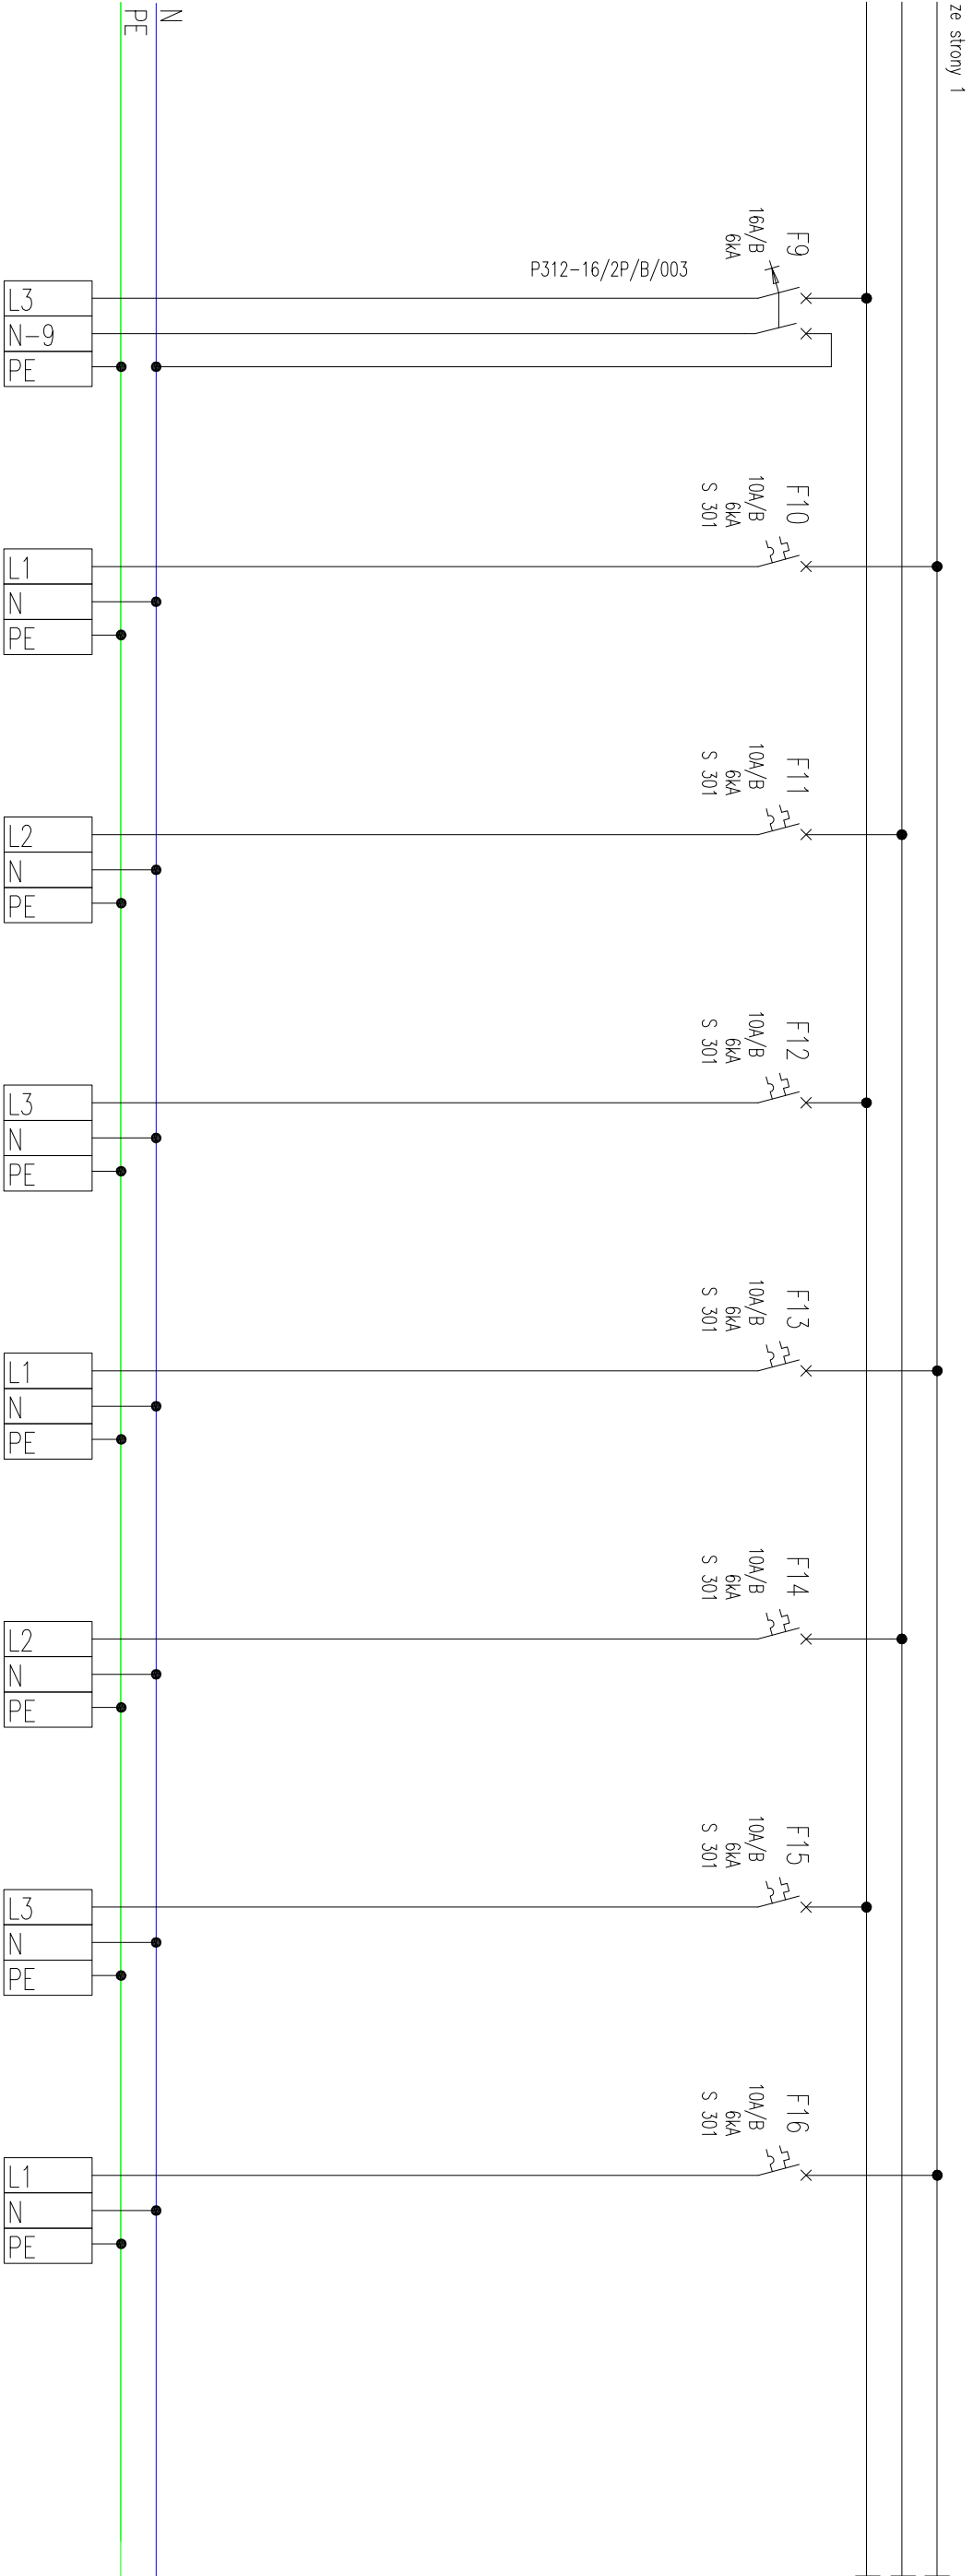 ze strony 1
N
PE
F9
16A/B
6kA
P312-16/2P/B/003
L3
N-9
PE
F10
10A/B
6kA
S 301
L1
N
PE
F11
10A/B
6kA
S 301
L2
N
PE
F12
10A/B
6kA
S 301
L3
N
PE
F13
10A/B
6kA
S 301
L1
N
PE
F14
10A/B
6kA
S 301
L2
N
PE
F15
10A/B
6kA
S 301
L3
N
PE
F16
10A/B
6kA
S 301
L1
N
PE